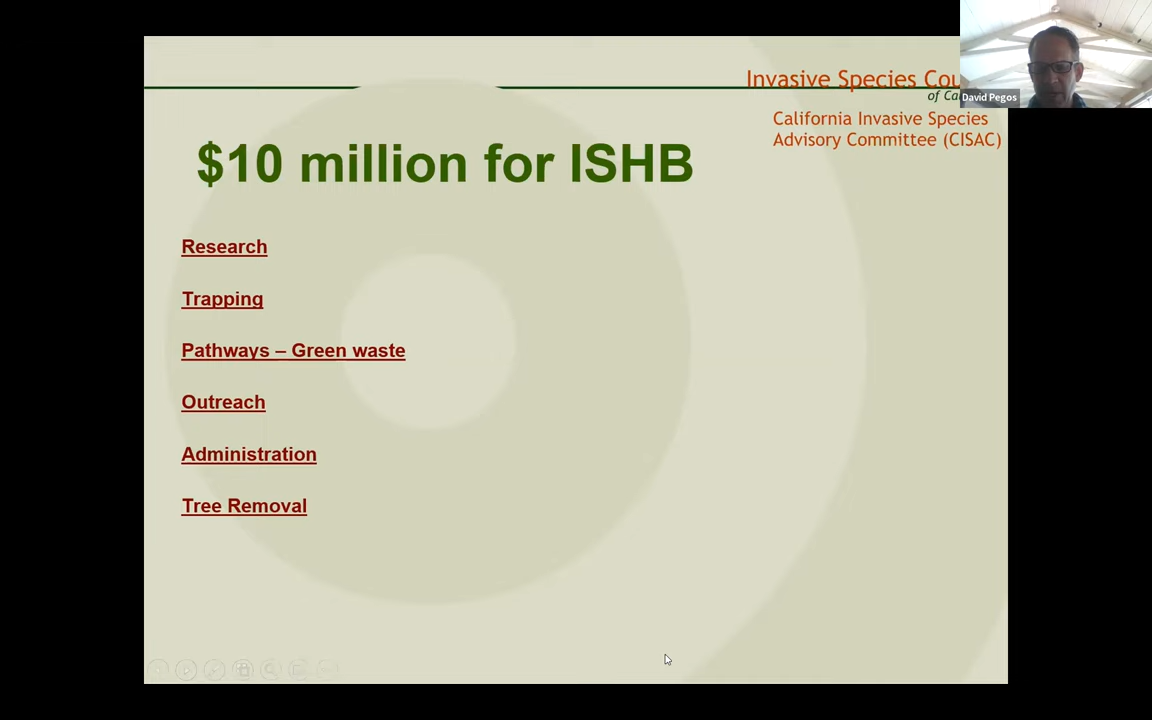 Invasive Species Cou
of Ca
David Pegos
California Invasive Species
Advisory Committee (CISAC)
$10 million for ISHB
Research
Trapping
Pathways – Green waste
Outreach
Administration
Tree Removal